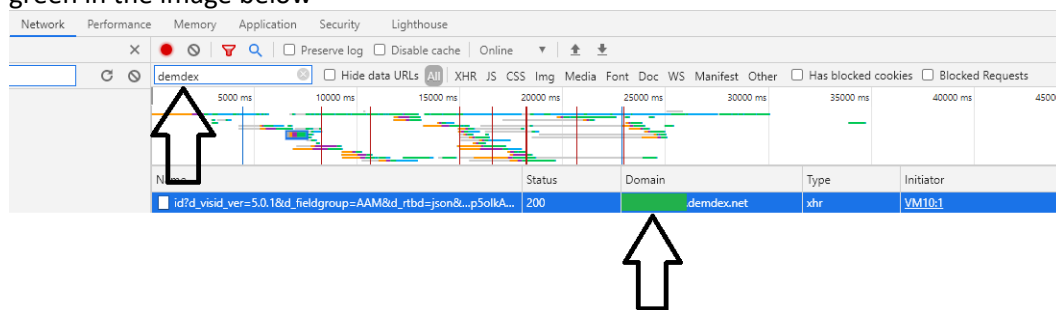 green in the image below
Network Performance Memory Application Security Lighthouse
Preserve log Disable cache Online
demdex Hide data URLs All XHR JS CSS Img Media Font Doc WS Manifest Other Has blocked cookies Blocked Requests
5000 ms 10000 ms 15000 ms 20000 ms 25000 ms 30000 ms 35000 ms 40000 ms
Status Domain Type Initiator
id?d_visid_ver=5.0.1&d_fieldgroup=AAM&d_rtbd=json&...p5olkA... 200 .demdex.net xhr VM10:1